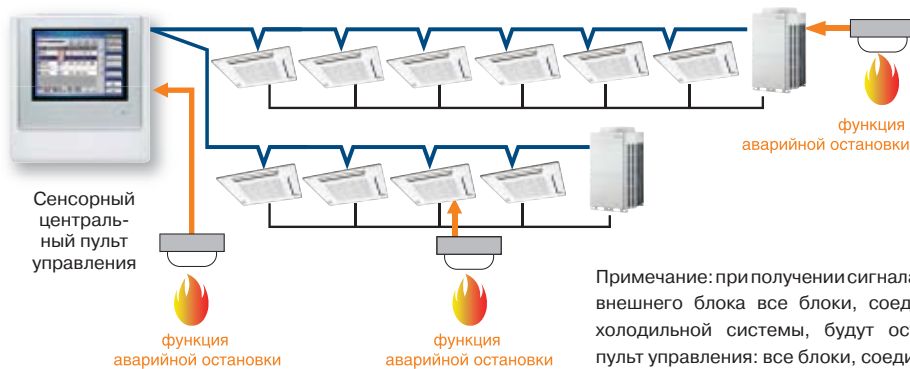 функция
аварийной остановки
Сенсорный
централь-
ный пульт
управления
функция
аварийной остановки
функция
аварийной остановки
Примечание: при получении сигнала
внешнего блока все блоки, соед
холодильной системы, будут ос
пульт управления: все блоки, соеди